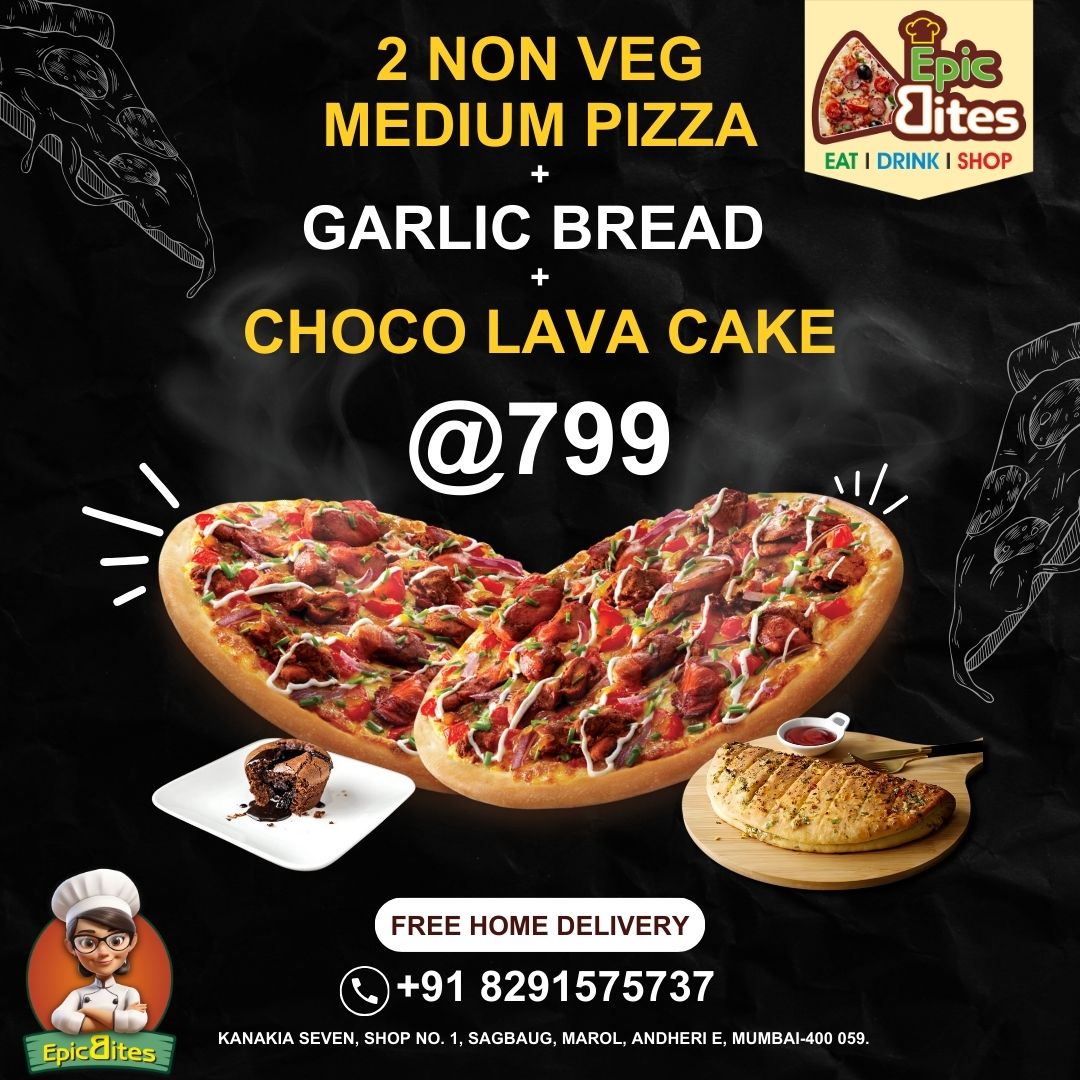 2 NON VEG
MEDIUM PIZZA
+
GARLIC BREAD
+
CHOCO LAVA CAKE
@799
Epic
Bites
EAT | DRINK | SHOP
FREE HOME DELIVERY
+91 8291575737
KANAKIA SEVEN, SHOP NO. 1, SAGBAUG, MAROL, ANDHERI E, MUMBAI-400 059.
EpicBites